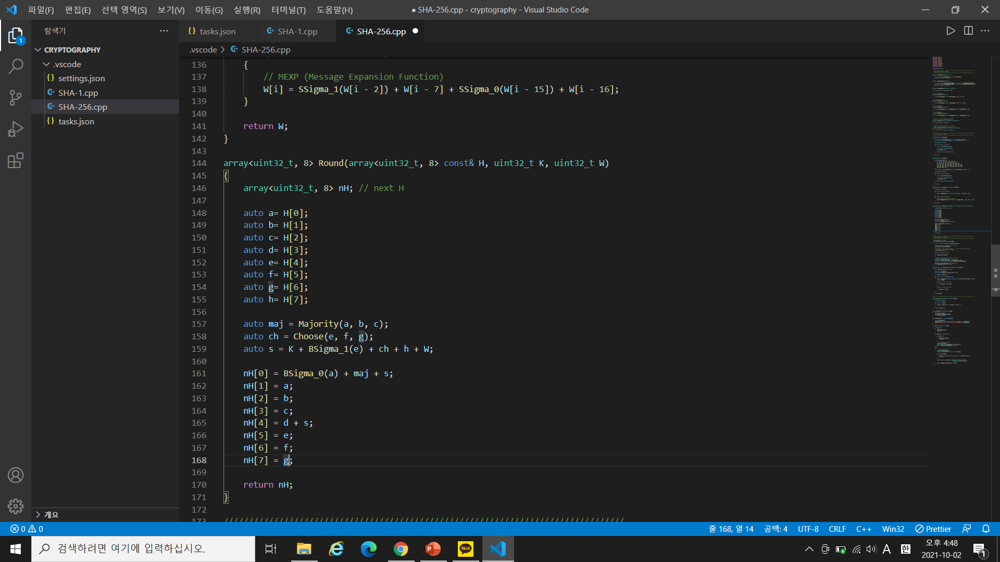 파일(F) 편집(E) 선택 영역(S) 보기(V) 이동(G) 실행(R) 터미널(T) 도움말(H)
● SHA-256.cpp - cryptography - Visual Studio Code
탐색기
tasks.json
SHA-1.cpp
SHA-256.cpp
1
CRYPTOGRAPHY
.vscode
settings.json
SHA-1.cpp
SHA-256.cpp
tasks.json
개요
.vscode > SHA-256.cpp
136 {
137 // MEXP (Message Expansion Function)
138 W[i] = SSigma_1(W[i - 2]) + W[i - 7] + SSigma_0(W[i - 15]) + W[i - 16];
139 }
140
141 return W;
142 }
143
144 array<uint32_t, 8> Round(array<uint32_t, 8> const& H, uint32_t K, uint32_t W)
145 {
146 array<uint32_t, 8> nH; // next H
147
148 auto a= H[0];
149 auto b= H[1];
150 auto c= H[2];
151 auto d= H[3];
152 auto e= H[4];
153 auto f= H[5];
154 auto g= H[6];
155 auto h= H[7];
156
157 auto maj = Majority(a, b, c);
158 auto ch = Choose(e, f, g);
159 auto s = K + BSigma_1(e) + ch + h + W;
160
161 nH[0] = BSigma_0(a) + maj + s;
162 nH[1] = a;
163 nH[2] = b;
164 nH[3] = c;
165 nH[4] = d + s;
166 nH[5] = e;
167 nH[6] = f;
168 nH[7] = g;
169
170 return nH;
171 }
172
173 ////////////////////////////////////////////////////////////////////////////////
0 0
줄 168, 열 14 공백: 4 UTF-8 CRLF C++ Win32 Prettier
검색하려면 여기에 입력하십시오.
P
TALK
A 한
오후 4:48
2021-10-02
1